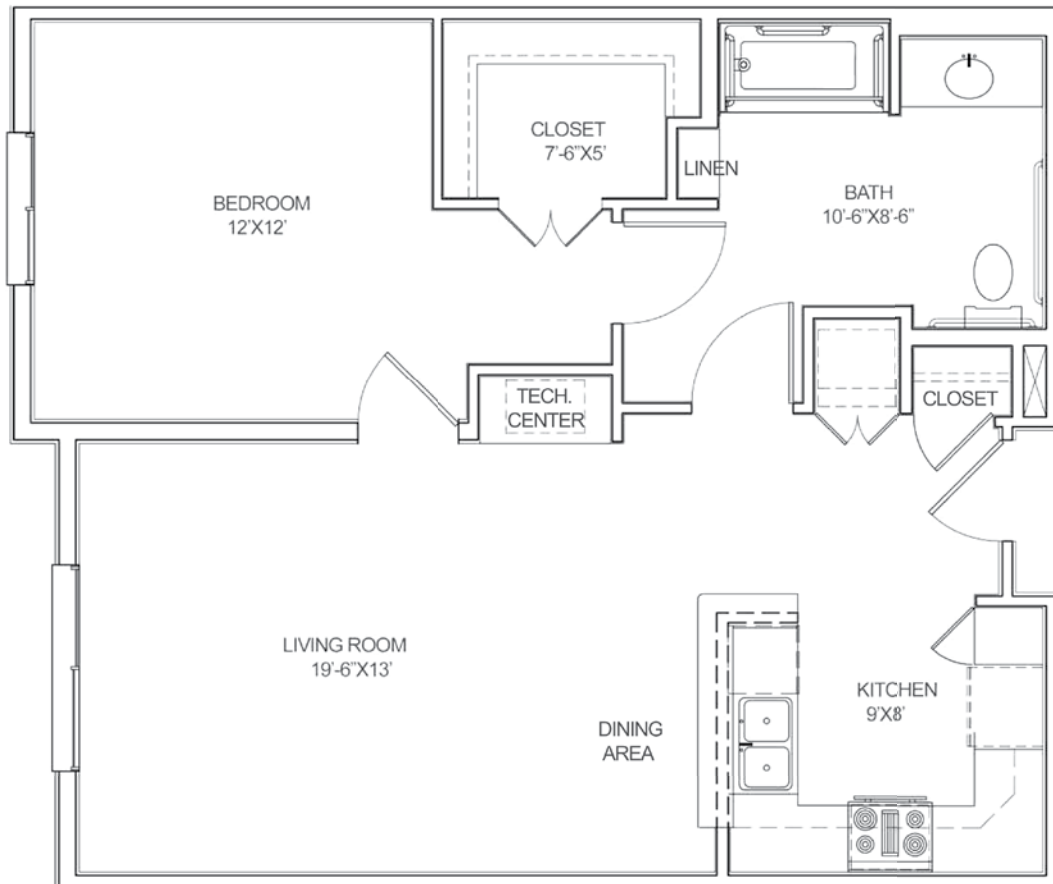 CLOSET
7'-6"X5'
LINEN
BEDROOM
12'X12'
BATH
10'-6"X8'-6"
TECH.
CENTER
CLOSET
LIVING ROOM
19'-6"X13'
DINING
AREA
KITCHEN
9'X8'